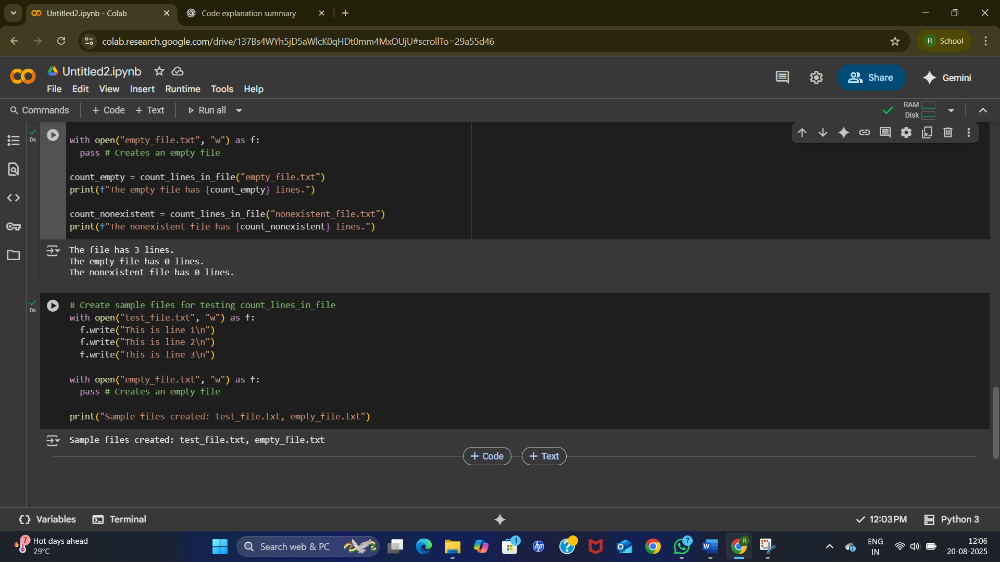 Untitled2.ipynb - Colab
Code explanation summary
colab.research.google.com/drive/137Bs4WYh5jD5aWlcK0qHDt0mm4MxOUjU#scrollTo=29a55d46
R School
Untitled2.ipynb
File Edit View Insert Runtime Tools Help
Share
Gemini
Commands + Code + Text Run all
RAM
Disk
0s
with open("empty_file.txt", "w") as f:
  pass # Creates an empty file
count_empty = count_lines_in_file("empty_file.txt")
print(f"The empty file has {count_empty} lines.")
count_nonexistent = count_lines_in_file("nonexistent_file.txt")
print(f"The nonexistent file has {count_nonexistent} lines.")
The file has 3 lines.
The empty file has 0 lines.
The nonexistent file has 0 lines.
0s
# Create sample files for testing count_lines_in_file
with open("test_file.txt", "w") as f:
  f.write("This is line 1\n")
  f.write("This is line 2\n")
  f.write("This is line 3\n")
with open("empty_file.txt", "w") as f:
  pass # Creates an empty file
print("Sample files created: test_file.txt, empty_file.txt")
Sample files created: test_file.txt, empty_file.txt
+ Code + Text
{} Variables Terminal
12:03 PM Python 3
7
Hot days ahead
29°C
Search web & PC
1
hp
7
R
ENG
IN
12:06
20-08-2025